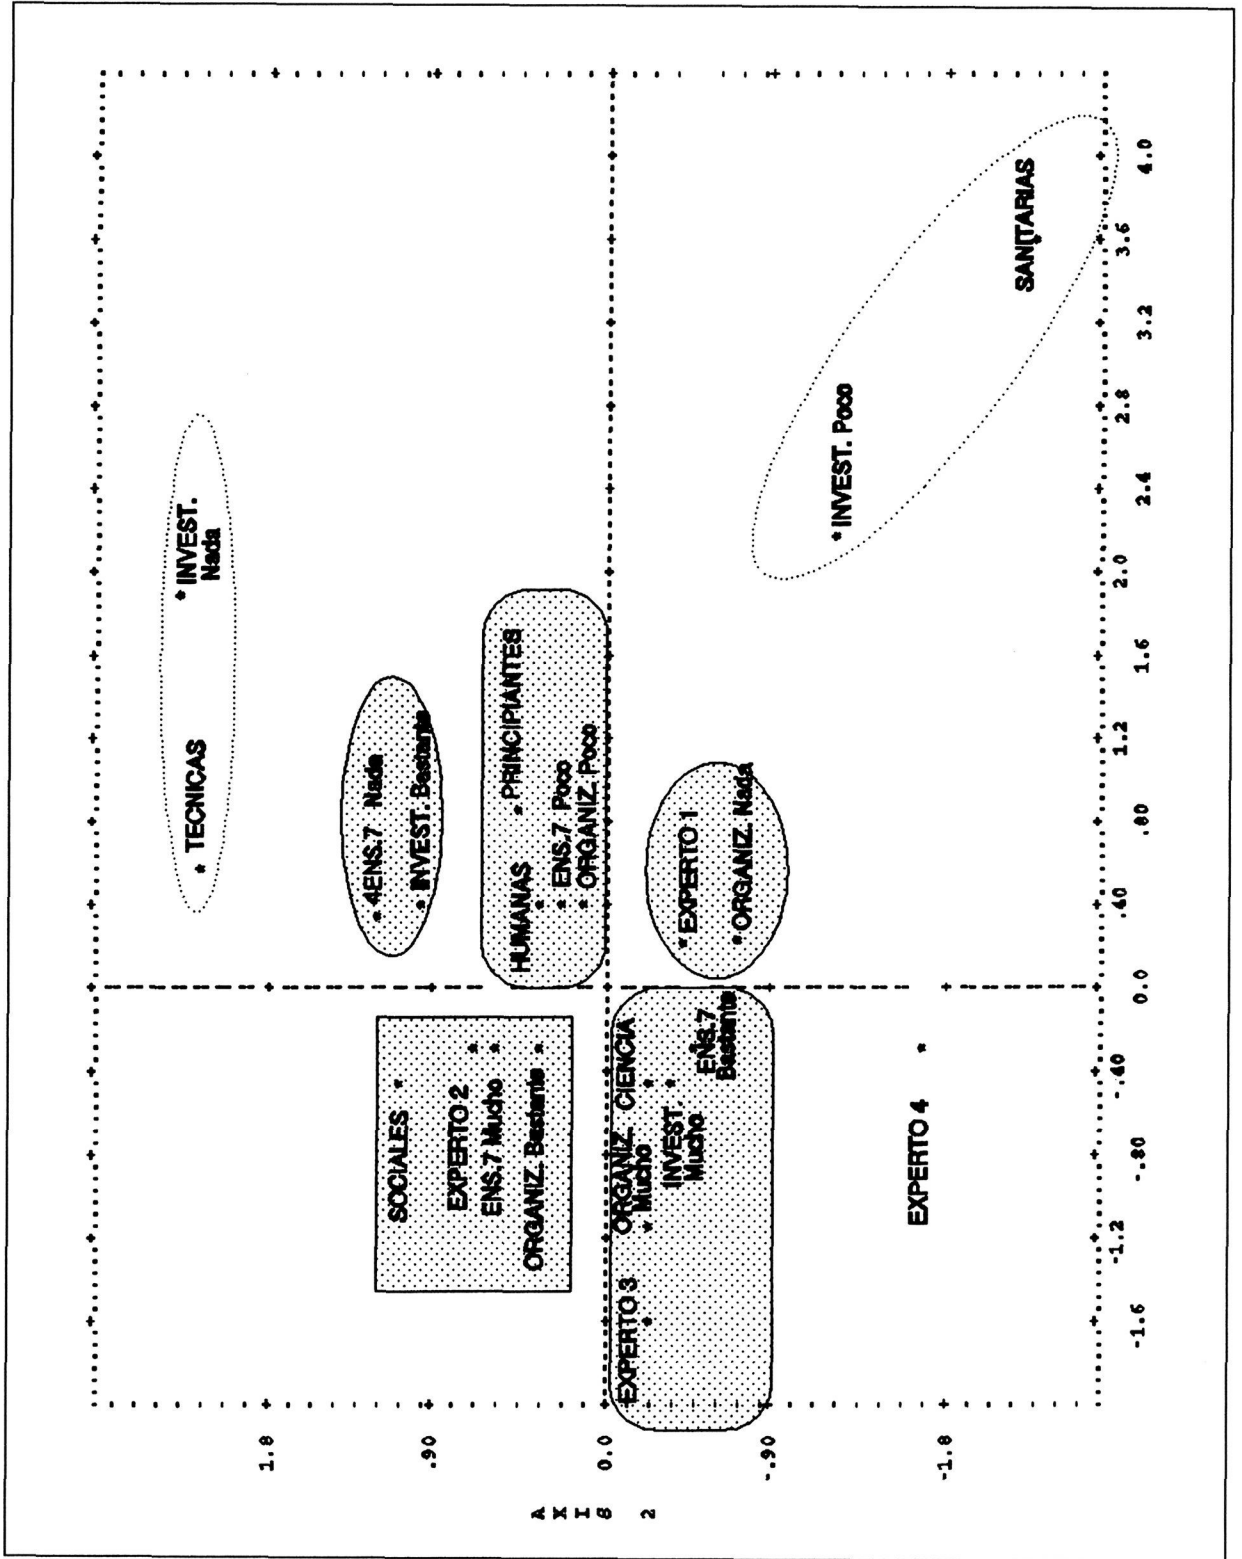 TECNICAS
INVEST.
Nada
4ENS.7 Nada
INVEST. Bastante
SOCIALES
EXPERTO 2
ENS.7 Mucho
ORGANIZ. Bastante
HUMANAS
PRINCIPIANTES
ENS.7 Poco
ORGANIZ. Poco
EXPERTO 3
ORGANIZ.
Mucho
CIENCIA
INVEST.
Mucho
ENS.7
Bastante
EXPERTO 1
ORGANIZ. Nada
INVEST. Poco
EXPERTO 4
SANITARIAS
1.8
.90
0.0
-.90
-1.8
AXIS 2
-1.6
-1.2
-.80
-.40
0.0
.40
.80
1.2
1.6
2.0
2.4
2.8
3.2
3.6
4.0